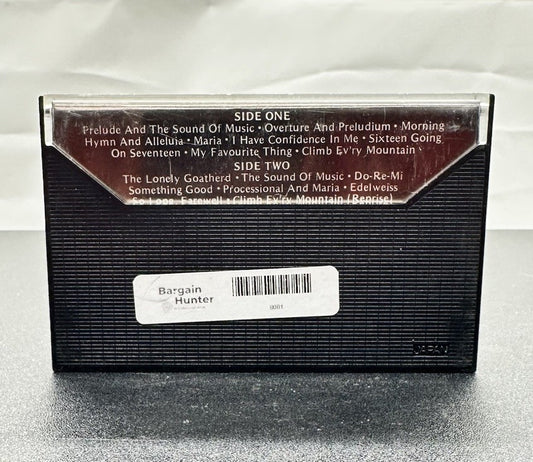 SIDE ONE
Prelude And The Sound Of Music • Overture And Preludium • Morning
Hymn And Alleluia • Maria • I Have Confidence In Me • Sixteen Going
On Seventeen • My Favourite Thing • Climb Ev'ry Mountain
SIDE TWO
The Lonely Goatherd • The Sound Of Music • Do-Re-Mi
Something Good • Processional And Maria • Edelweiss
So Long, Farewell • Climb Ev'ry Mountain (Renrise)
Bargain
Hunter
0001